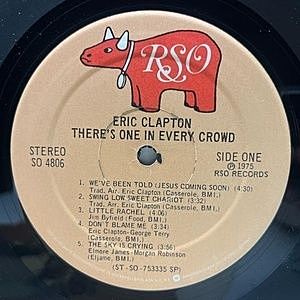 RSO
ERIC CLAPTON
THERE'S ONE IN EVERY CROWD
STEREO
SO 4806
SIDE ONE
℗ 1975
RSO RECORDS
1. WE'VE BEEN TOLD (JESUS COMING SOON) (4:30)
Trad. Arr. Eric Clapton (Casserole, BMI.)
2. SWING LOW SWEET CHARIOT (3:32)
Trad. Arr. Eric Clapton (Casserole, BMI.)
3. LITTLE RACHEL (4:06)
Jim Byfield (Food, BMI.)
4. DON'T BLAME ME (3:34)
Eric Clapton-George Terry
(Casserole, BMI.)
5. THE SKY IS CRYING (3:56)
Elmore James-Morgan Robinson
(Eljame, BMI.)
(ST-SO-753335 SP)